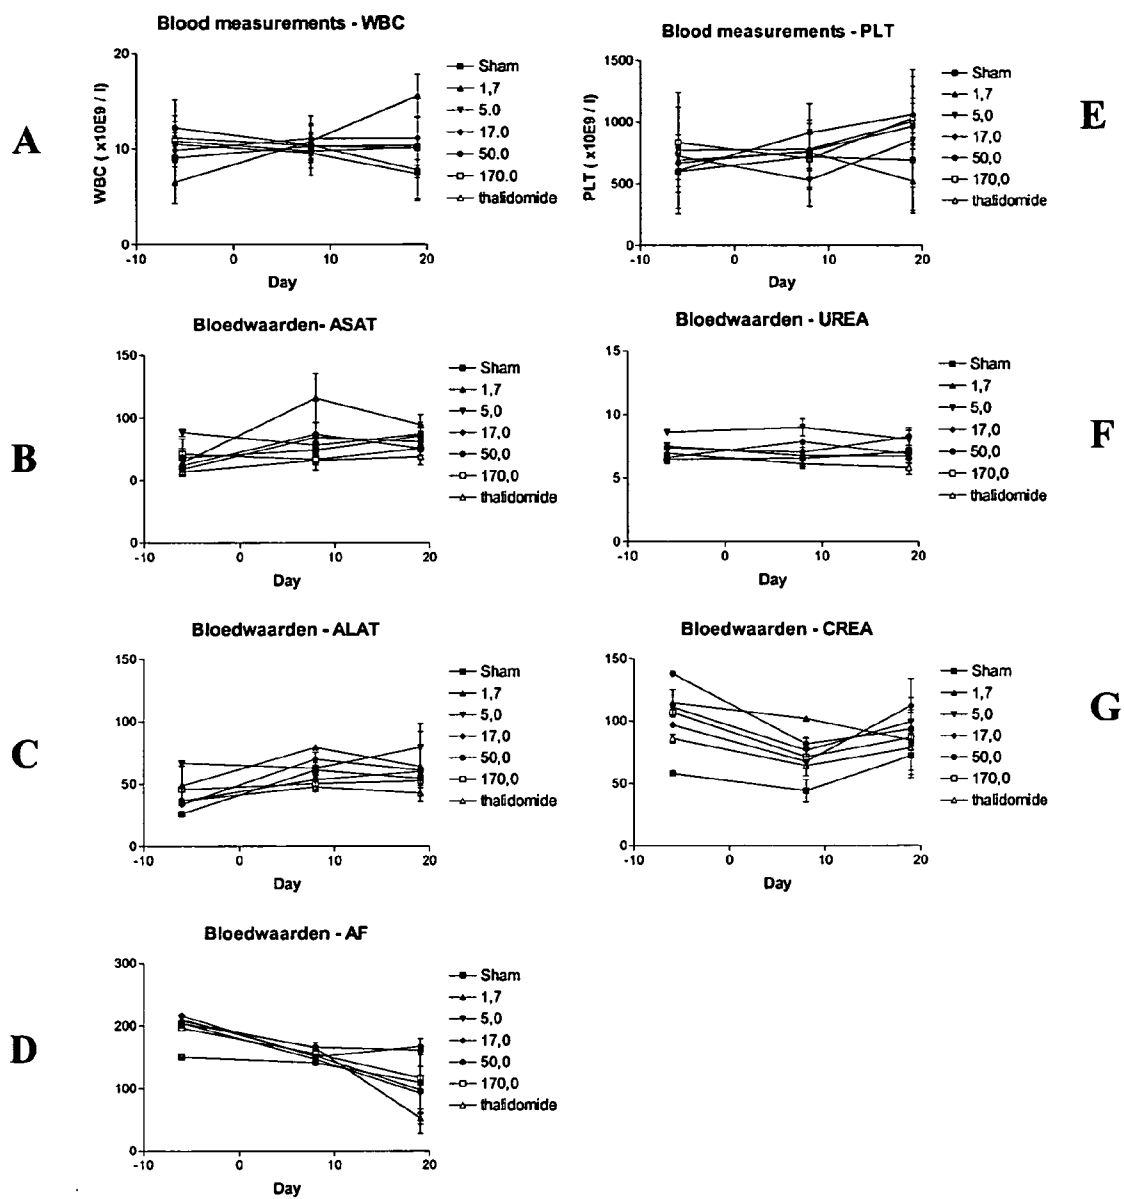 A
Blood measurements - WBC
WBC ( x10E9 / l)
20
10
0
-10
0
10
20
Day
Sham
1,7
5.0
17.0
50.0
170.0
thalidomide
E
Blood measurements - PLT
PLT ( x10E9 / l)
1500
1000
500
0
-10
0
10
20
Day
Sham
1,7
5,0
17,0
50,0
170,0
thalidomide
B
Bloedwaarden- ASAT
150
100
0
0
-10
0
10
20
Day
Sham
1,7
5,0
17,0
50,0
170,0
thalidomide
F
Bloedwaarden - UREA
15
10
5
0
-10
0
10
20
Day
Sham
1,7
5,0
17,0
50,0
170,0
thalidomide
C
Bloedwaarden - ALAT
150
100
50
0
-10
0
10
20
Day
Sham
1,7
5,0
17,0
50,0
170,0
thalidomide
G
Bloedwaarden - CREA
150
100
50
0
-10
0
10
20
Day
Sham
1,7
5,0
17,0
50,0
170,0
thalidomide
D
Bloedwaarden - AF
300
200
100
0
-10
0
10
20
Day
Sham
1,7
5,0
17,0
50,0
170,0
thalidomide